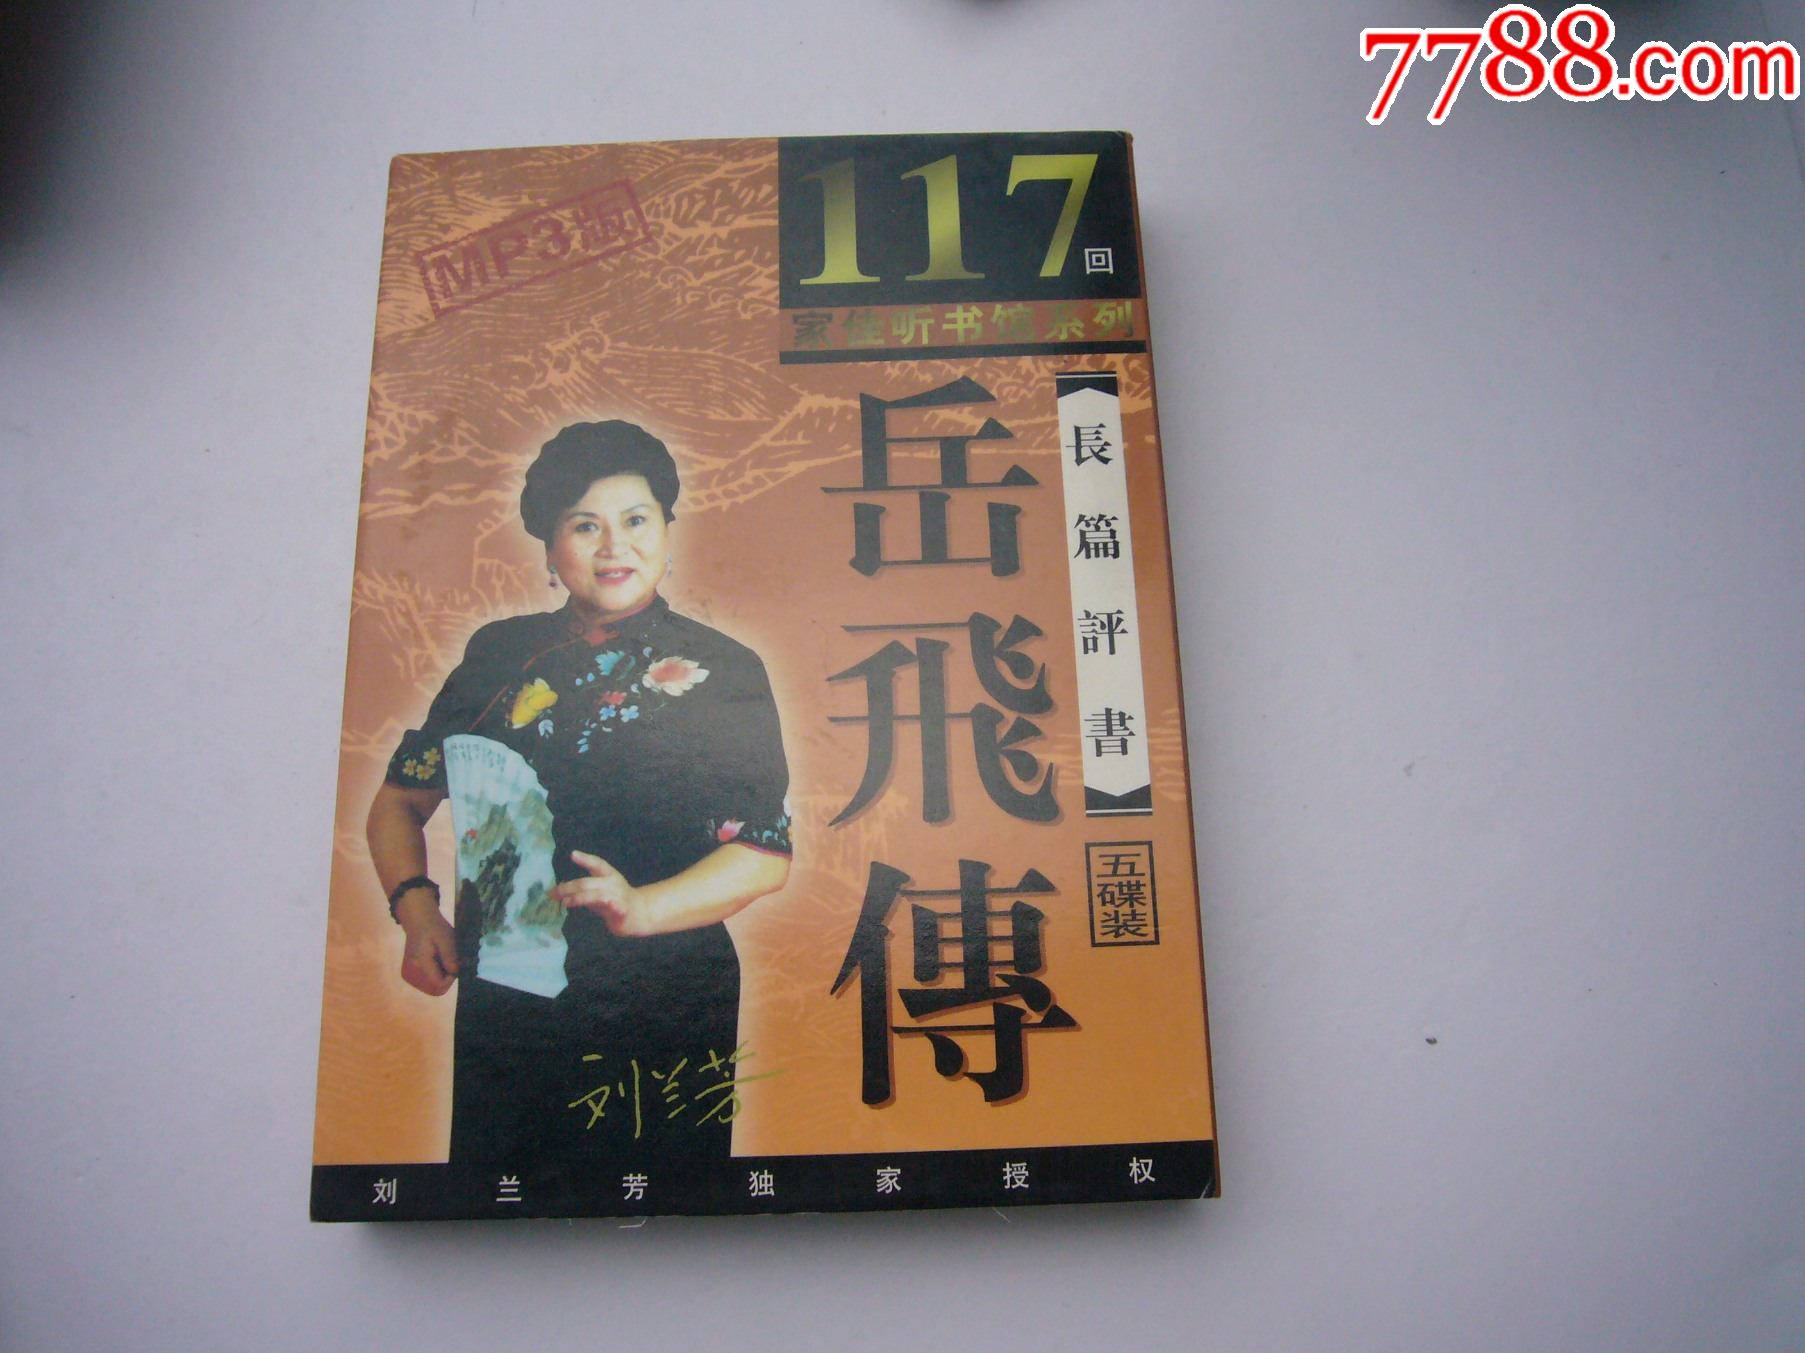 7788.com
MP3版
117回
家佳听书馆系列
長篇評書
岳飛傳
五碟装
刘兰芳
刘兰芳独家授权